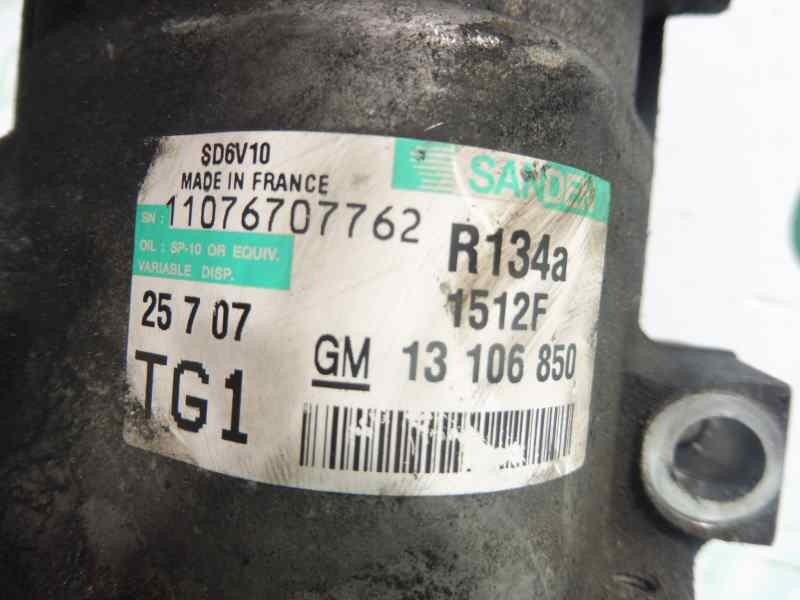 SD6V10
MADE IN FRANCE
SANDEN
SN : 11076707762
OIL : SP-10 OR EQUIV.
VARIABLE DISP.
R134a
1512F
25 7 07
GM 13 106 850
TG1